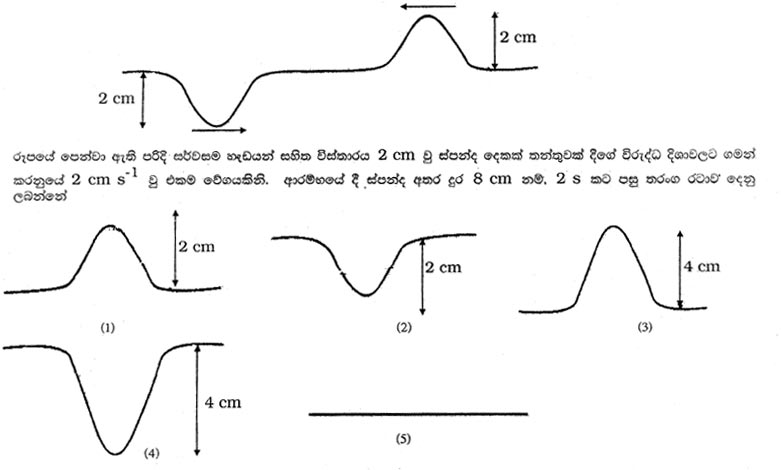 2 cm
2 cm
රූපයේ පෙන්වා ඇති පරිදි සර්වසම හැඩයන් සහිත විස්තාරය 2 cm වූ ස්පන්ද දෙකක් තන්තුවක් දිගේ විරුද්ධ දිශාවලට ගමන්
කරනුයේ 2 cm s-1 වූ එකම වේගයකිනි. ආරම්භයේ දී ස්පන්ද අතර දුර 8 cm නම්, 2 s කට පසු තරංග රටාව දෙනු
ලබන්නේ
2 cm
2 cm
4 cm
(1)
(2)
(3)
4 cm
(4)
(5)